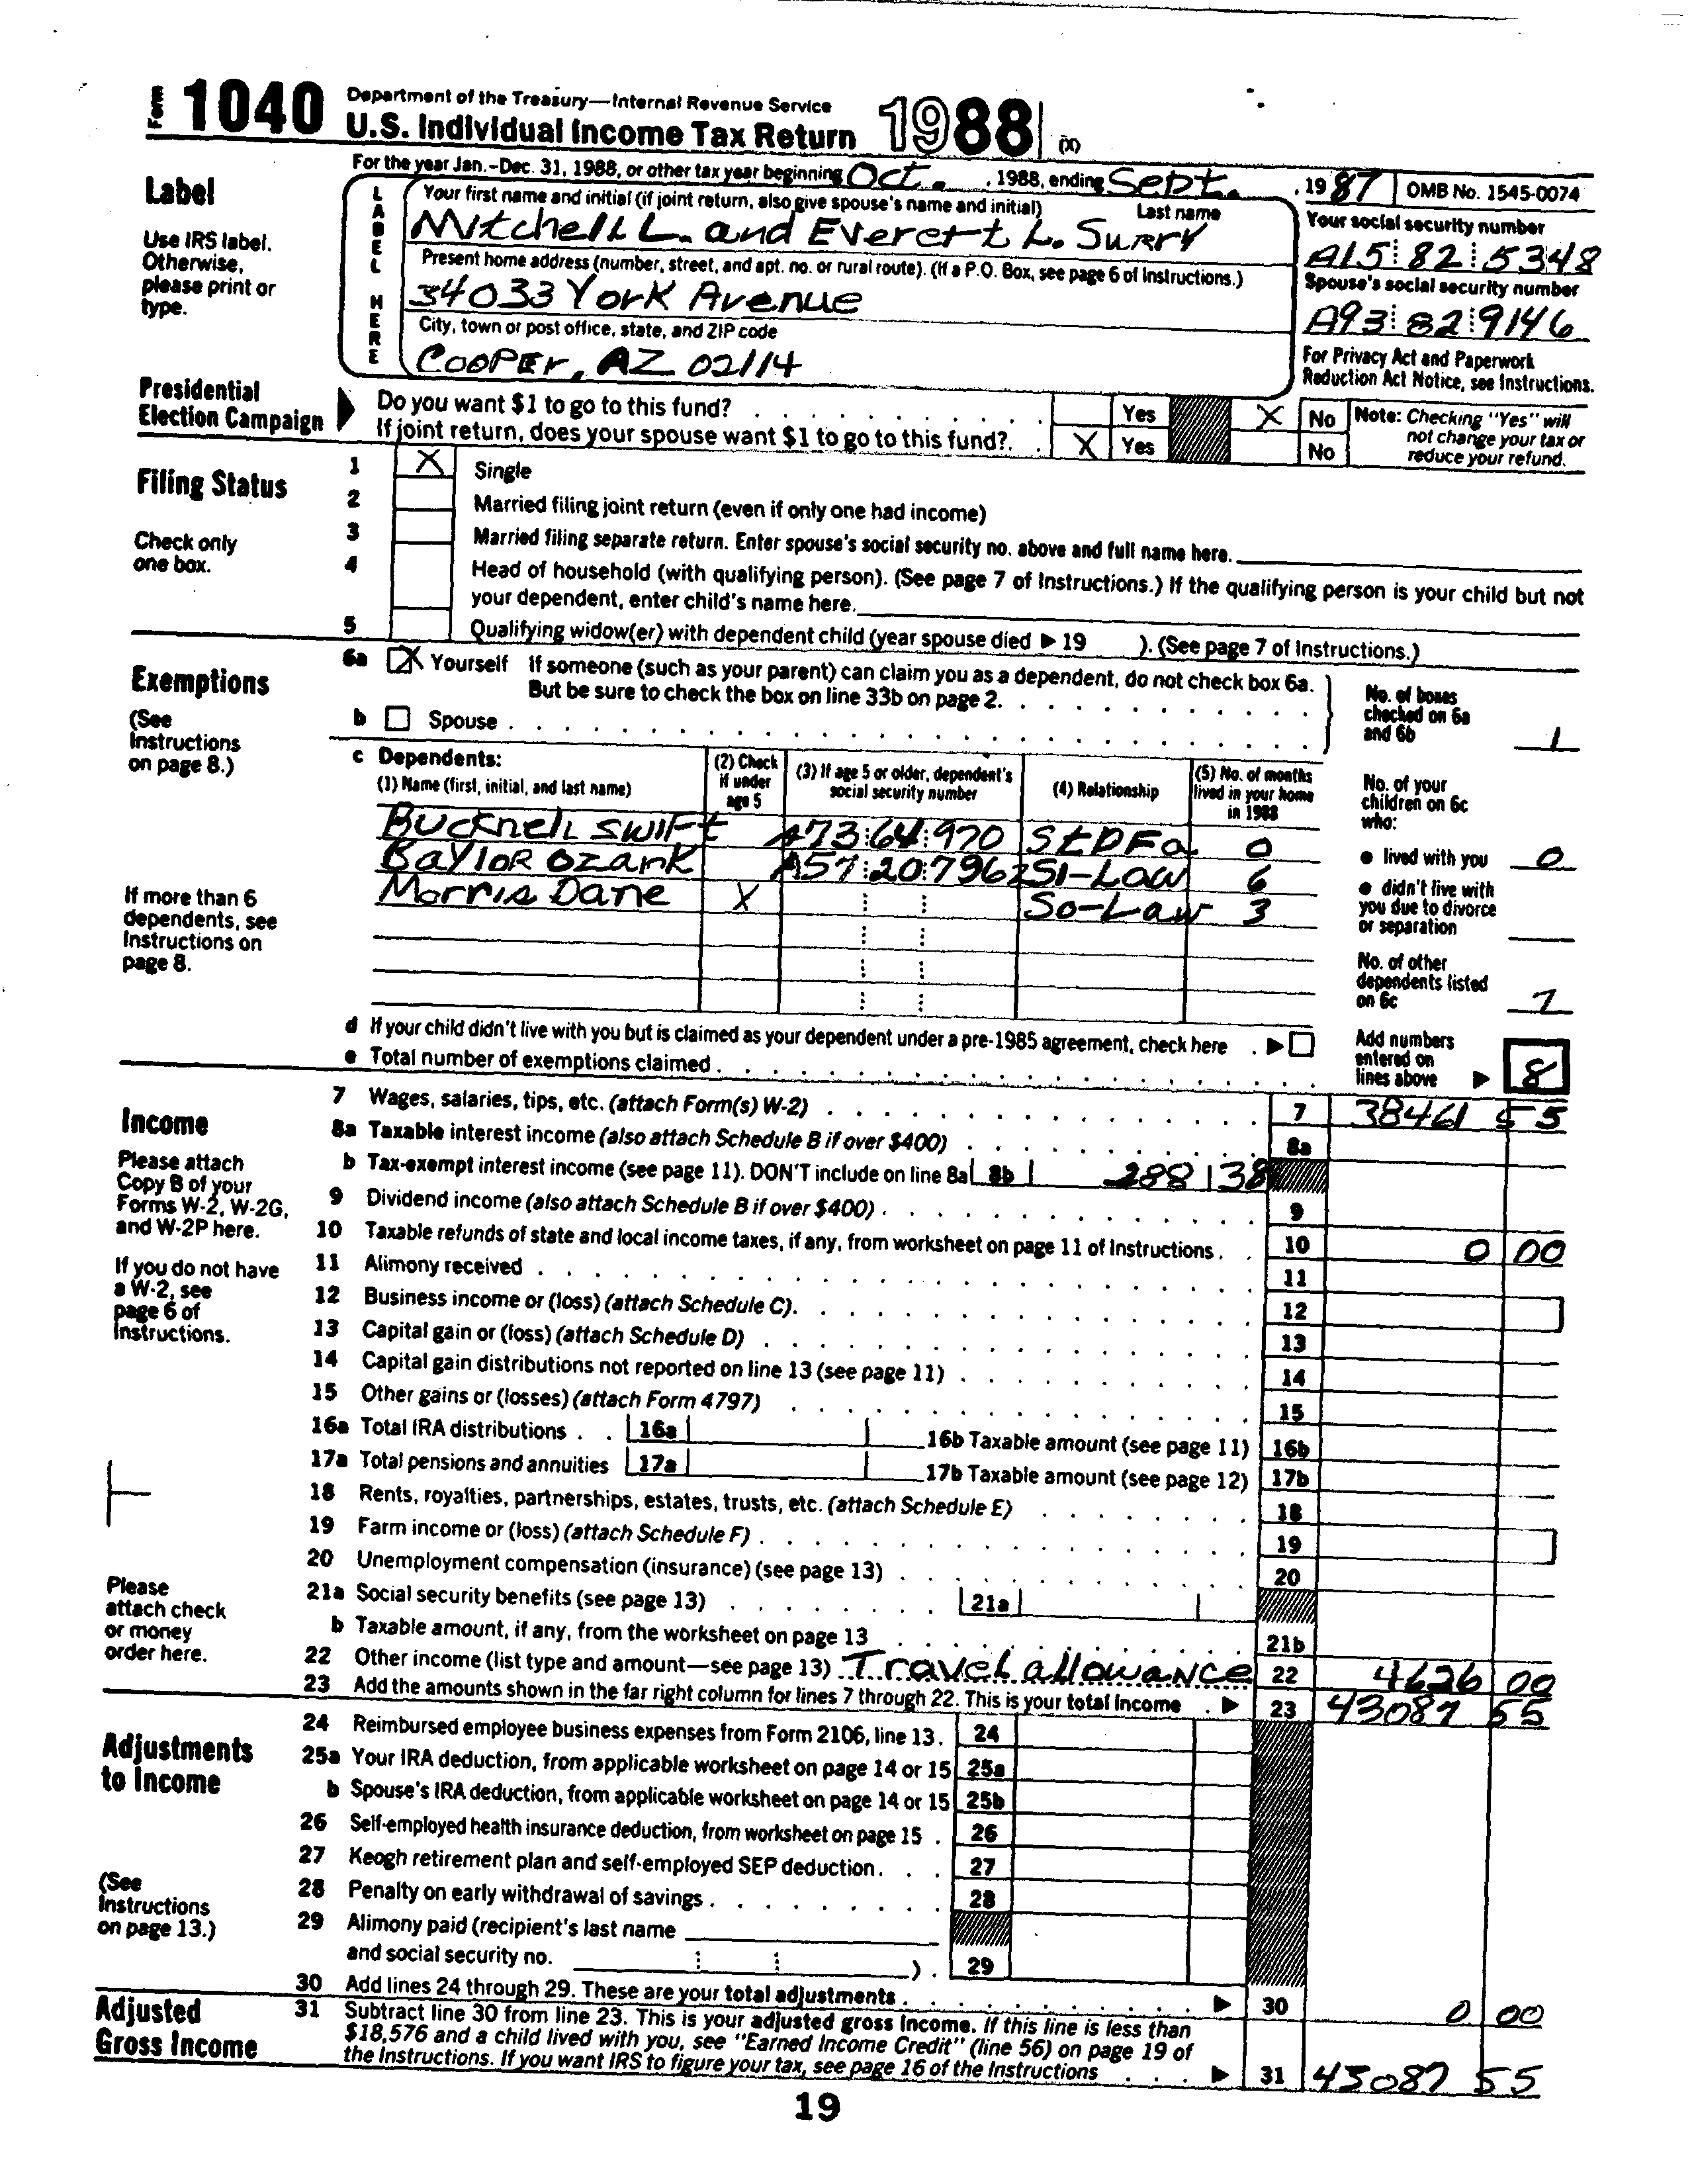 Form 1040 Department of the Treasury—Internal Revenue Service
U.S. Individual Income Tax Return 1988 (X)
For the year Jan.–Dec. 31, 1988, or other tax year beginning Oct. , 1988, ending Sept. , 19 87 OMB No. 1545-0074
Label
Use IRS label. Otherwise, please print or type.
LABEL HERE
Your first name and initial (if joint return, also give spouse's name and initial) Last name
Mitchell L. and Everett L. Surry
Your social security number
A15 82 5348
Present home address (number, street, and apt. no. or rural route). (If a P.O. Box, see page 6 of Instructions.)
34033 York Avenue
Spouse's social security number
A93 82 9146
City, town or post office, state, and ZIP code
Cooper, AZ 02114
For Privacy Act and Paperwork Reduction Act Notice, see Instructions.
Presidential Election Campaign
Do you want $1 to go to this fund? Yes X No
If joint return, does your spouse want $1 to go to this fund? X Yes No
Note: Checking "Yes" will not change your tax or reduce your refund.
Filing Status
Check only one box.
1 X Single
2 Married filing joint return (even if only one had income)
3 Married filing separate return. Enter spouse's social security no. above and full name here.
4 Head of household (with qualifying person). (See page 7 of Instructions.) If the qualifying person is your child but not
your dependent, enter child's name here.
5 Qualifying widow(er) with dependent child (year spouse died ▶ 19 ). (See page 7 of Instructions.)
Exemptions
(See Instructions on page 8.)
6a X Yourself If someone (such as your parent) can claim you as a dependent, do not check box 6a.
But be sure to check the box on line 33b on page 2.
b Spouse
No. of boxes checked on 6a and 6b 1
c Dependents:
(1) Name (first, initial, and last name) (2) Check if under age 5 (3) If age 5 or older, dependent's social security number (4) Relationship (5) No. of months lived in your home in 1988
Bucknell Swift A73 64 970 StDFa 0
Baylor Ozark A57 20 7962 SI-Law 6
Morris Dane X So-Law 3
If more than 6 dependents, see Instructions on page 8.
No. of your children on 6c who:
● lived with you 0
● didn't live with you due to divorce or separation
No. of other dependents listed on 6c 7
d If your child didn't live with you but is claimed as your dependent under a pre-1985 agreement, check here ▶
e Total number of exemptions claimed
Add numbers entered on lines above ▶ 8
Income
Please attach Copy B of your Forms W-2, W-2G, and W-2P here.
If you do not have a W-2, see page 6 of Instructions.
Please attach check or money order here.
7 Wages, salaries, tips, etc. (attach Form(s) W-2) 7 38461 55
8a Taxable interest income (also attach Schedule B if over $400) 8a
b Tax-exempt interest income (see page 11). DON'T include on line 8a 8b 288 38
9 Dividend income (also attach Schedule B if over $400) 9
10 Taxable refunds of state and local income taxes, if any, from worksheet on page 11 of Instructions. 10 0 00
11 Alimony received 11
12 Business income or (loss) (attach Schedule C). 12
13 Capital gain or (loss) (attach Schedule D) 13
14 Capital gain distributions not reported on line 13 (see page 11) 14
15 Other gains or (losses) (attach Form 4797) 15
16a Total IRA distributions 16a 16b Taxable amount (see page 11) 16b
17a Total pensions and annuities 17a 17b Taxable amount (see page 12) 17b
18 Rents, royalties, partnerships, estates, trusts, etc. (attach Schedule E) 18
19 Farm income or (loss) (attach Schedule F) 19
20 Unemployment compensation (insurance) (see page 13) 20
21a Social security benefits (see page 13) 21a
b Taxable amount, if any, from the worksheet on page 13 21b
22 Other income (list type and amount—see page 13) Travel allowance 22 4626 00
23 Add the amounts shown in the far right column for lines 7 through 22. This is your total income ▶ 23 43087 55
Adjustments to Income
(See Instructions on page 13.)
24 Reimbursed employee business expenses from Form 2106, line 13. 24
25a Your IRA deduction, from applicable worksheet on page 14 or 15 25a
b Spouse's IRA deduction, from applicable worksheet on page 14 or 15 25b
26 Self-employed health insurance deduction, from worksheet on page 15 26
27 Keogh retirement plan and self-employed SEP deduction 27
28 Penalty on early withdrawal of savings 28
29 Alimony paid (recipient's last name
and social security no. ) 29
30 Add lines 24 through 29. These are your total adjustments ▶ 30 0 00
Adjusted Gross Income
31 Subtract line 30 from line 23. This is your adjusted gross income. If this line is less than
$18,576 and a child lived with you, see "Earned Income Credit" (line 56) on page 19 of
the Instructions. If you want IRS to figure your tax, see page 16 of the Instructions ▶ 31 43087 55
19